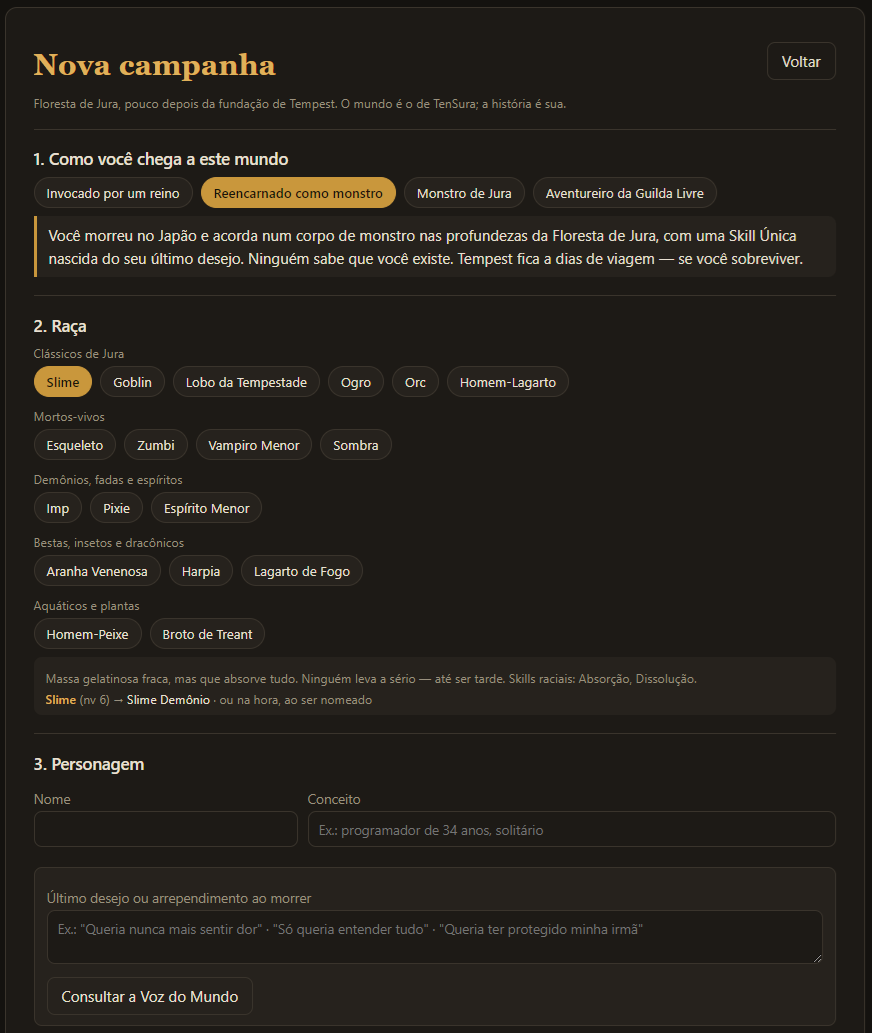 Nova campanha
Voltar
Floresta de Jura, pouco depois da fundação de Tempest. O mundo é o de TenSura; a história é sua.
1. Como você chega a este mundo
Invocado por um reino Reencarnado como monstro Monstro de Jura Aventureiro da Guilda Livre
Você morreu no Japão e acorda num corpo de monstro nas profundezas da Floresta de Jura, com uma Skill Única
nascida do seu último desejo. Ninguém sabe que você existe. Tempest fica a dias de viagem — se você sobreviver.
2. Raça
Clássicos de Jura
Slime Goblin Lobo da Tempestade Ogro Orc Homem-Lagarto
Mortos-vivos
Esqueleto Zumbi Vampiro Menor Sombra
Demônios, fadas e espíritos
Imp Pixie Espírito Menor
Bestas, insetos e dracônicos
Aranha Venenosa Harpia Lagarto de Fogo
Aquáticos e plantas
Homem-Peixe Broto de Treant
Massa gelatinosa fraca, mas que absorve tudo. Ninguém leva a sério — até ser tarde. Skills raciais: Absorção, Dissolução.
Slime (nv 6) → Slime Demônio · ou na hora, ao ser nomeado
3. Personagem
Nome Conceito
Ex.: programador de 34 anos, solitário
Último desejo ou arrependimento ao morrer
Ex.: "Queria nunca mais sentir dor" · "Só queria entender tudo" · "Queria ter protegido minha irmã"
Consultar a Voz do Mundo